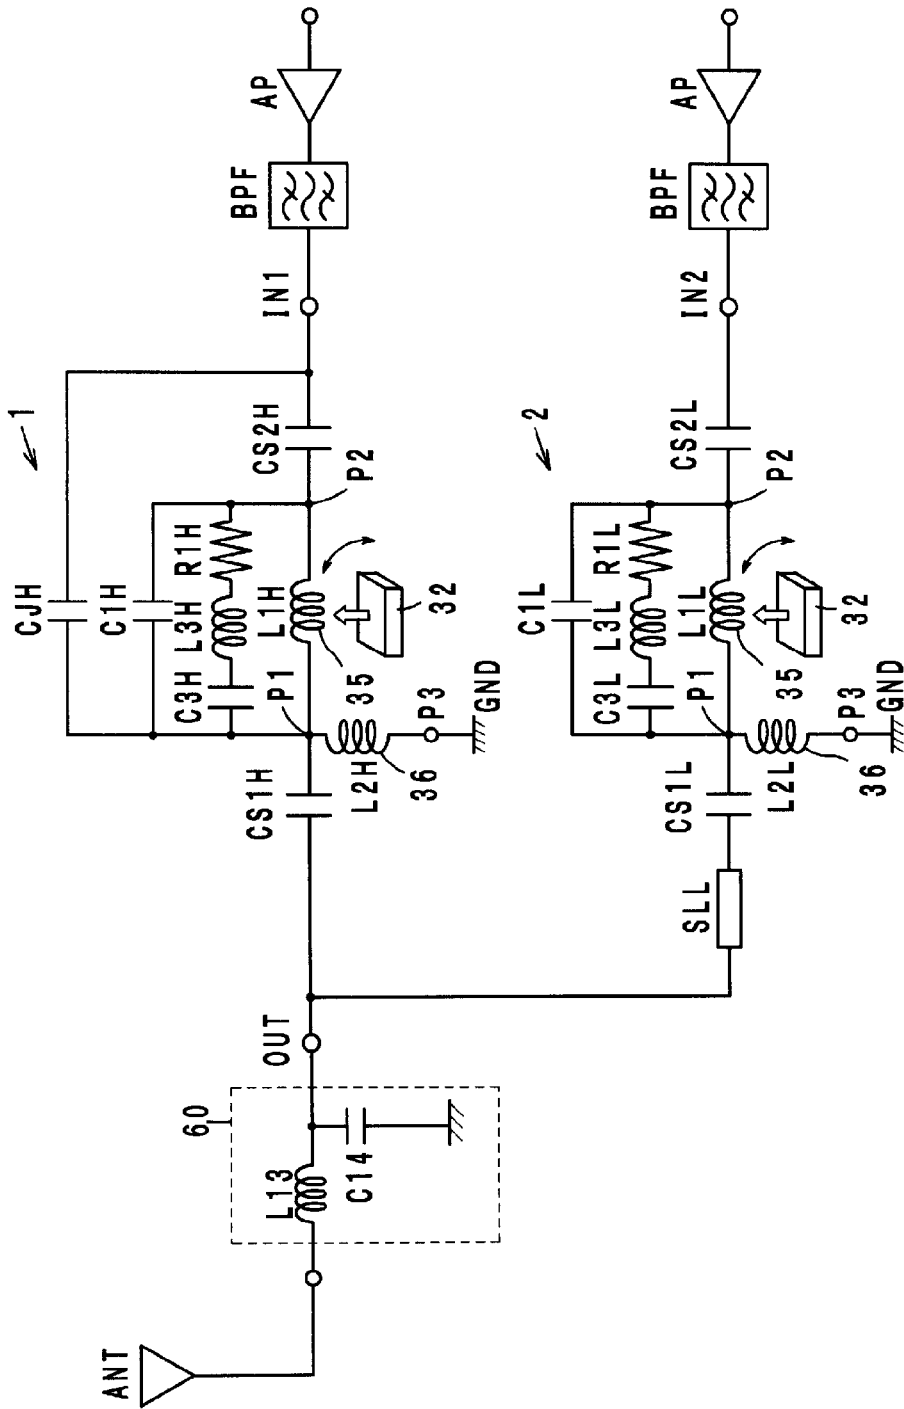 ANT
60
L13
C14
OUT
1
CJH
C1H
C3H
L3H
R1H
P1
L1H
CS1H
CS2H
P2
35
32
L2H
36
P3
GND
IN1
BPF
AP
2
C1L
C3L
L3L
R1L
P1
L1L
SLL
CS1L
CS2L
P2
35
32
L2L
36
P3
GND
IN2
BPF
AP